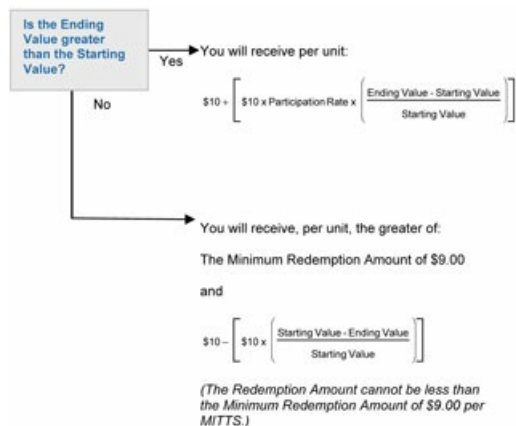 Is the Ending
Value greater
than the Starting
Value?
Yes
You will receive per unit:
$10 + [ $10 x Participation Rate x ( Ending Value - Starting Value
Starting Value ) ]
No
You will receive, per unit, the greater of:
The Minimum Redemption Amount of $9.00
and
$10 – [ $10 x ( Starting Value - Ending Value
Starting Value ) ]
(The Redemption Amount cannot be less than
the Minimum Redemption Amount of $9.00 per
MITTS.)